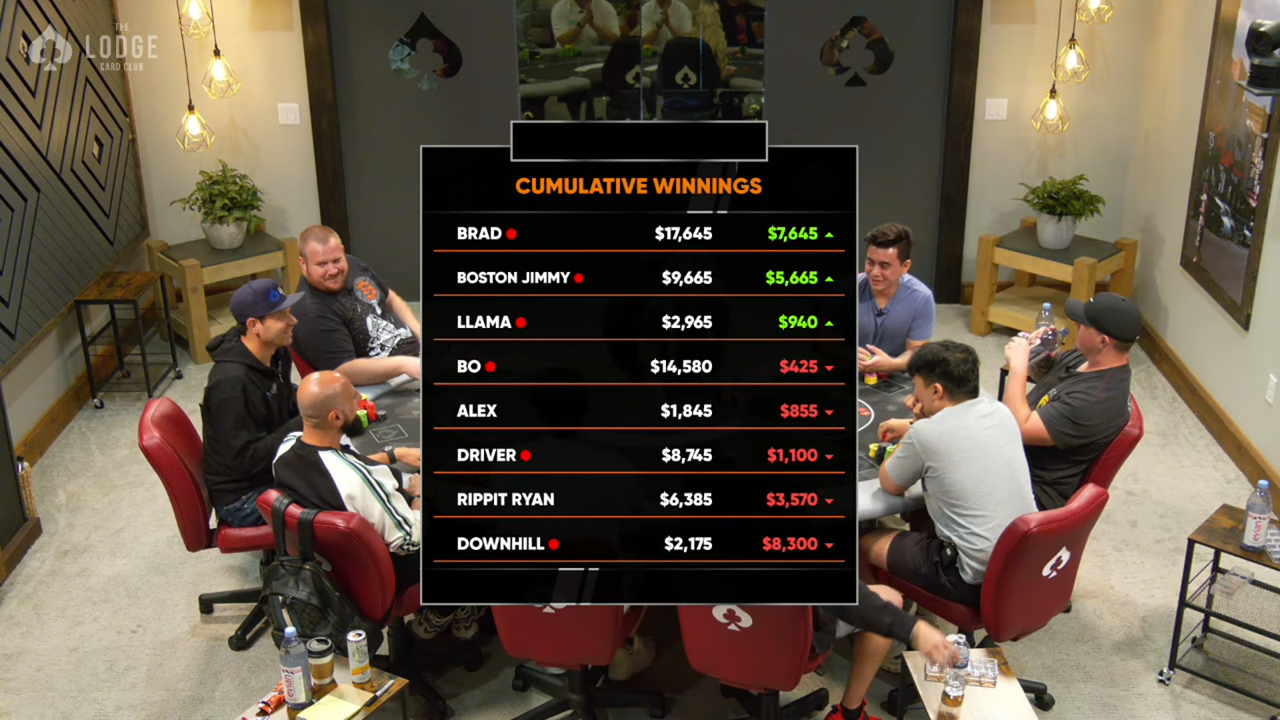 THE
LODGE
CARD CLUB
CUMULATIVE WINNINGS
BRAD $17,645 $7,645
BOSTON JIMMY $9,665 $5,665
LLAMA $2,965 $940
BO $14,580 $425
ALEX $1,845 $855
DRIVER $8,745 $1,100
RIPPIT RYAN $6,385 $3,570
DOWNHILL $2,175 $8,300
evian
evian